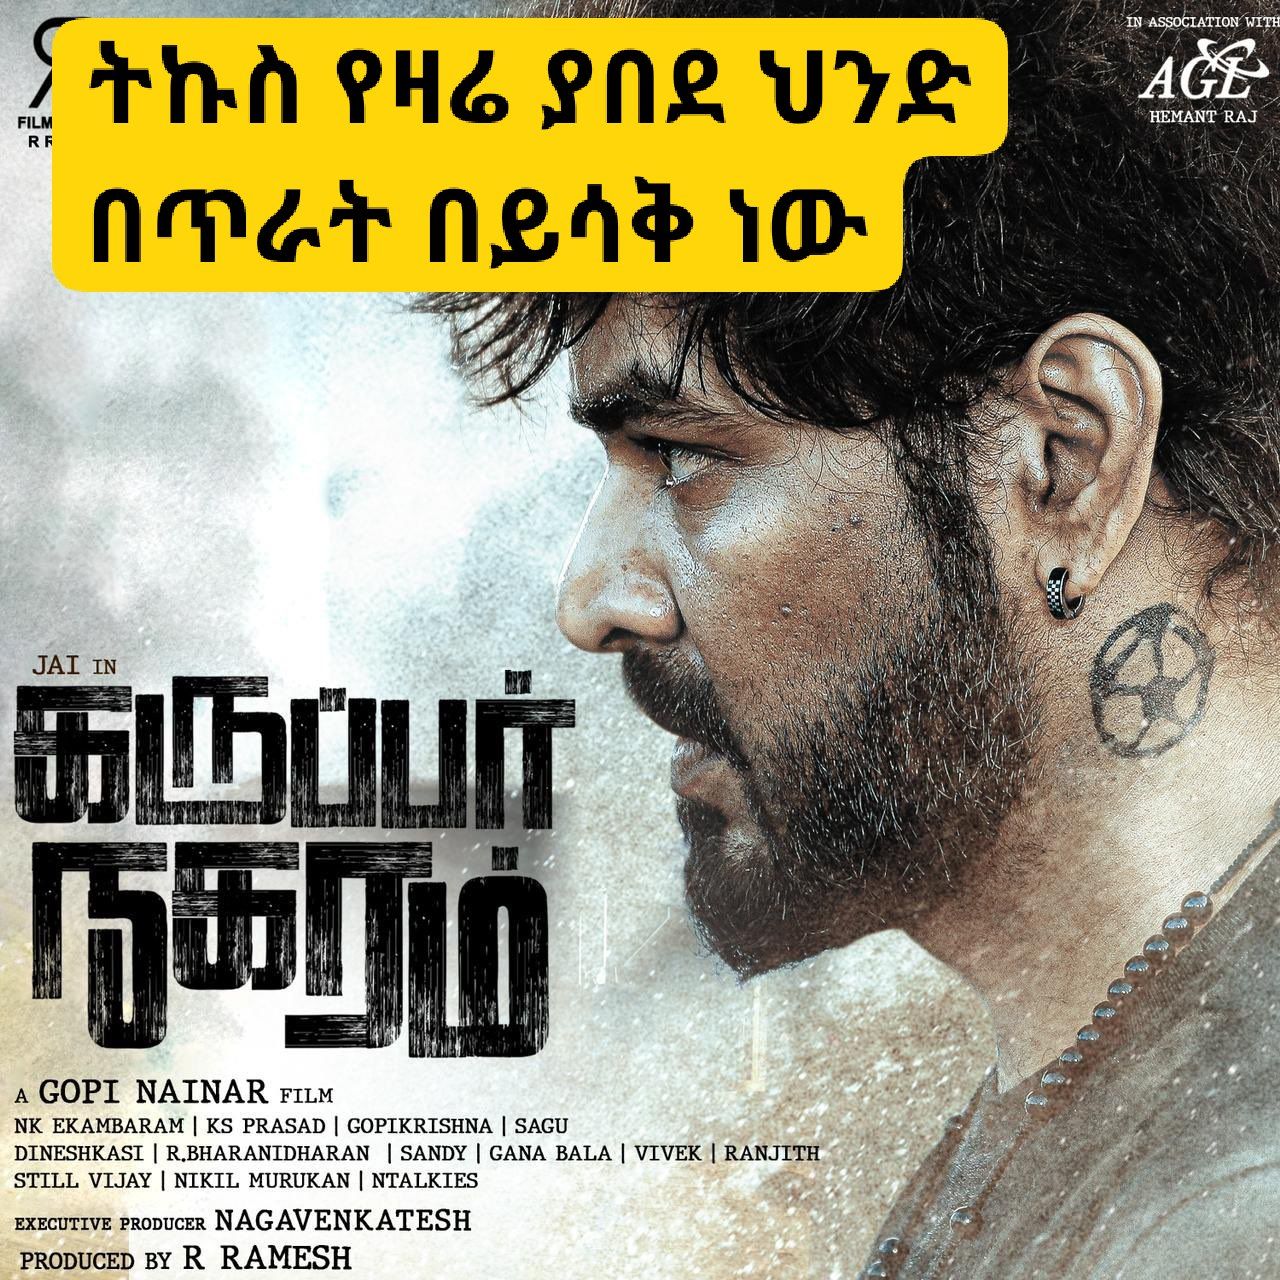 ትኩስ የዛሬ ያበደ ህንድ
በጥራት በይሳቅ ነው
FILM
R R
IN ASSOCIATION WITH
AGL
HEMANT RAJ
JAI IN
கருப்பர்
நகரம்
A GOPI NAINAR FILM
NK EKAMBARAM | KS PRASAD | GOPIKRISHNA | SAGU
DINESHKASI | R.BHARANIDHARAN | SANDY | GANA BALA | VIVEK | RANJITH
STILL VIJAY | NIKIL MURUKAN | NTALKIES
EXECUTIVE PRODUCER NAGAVENKATESH
PRODUCED BY R RAMESH